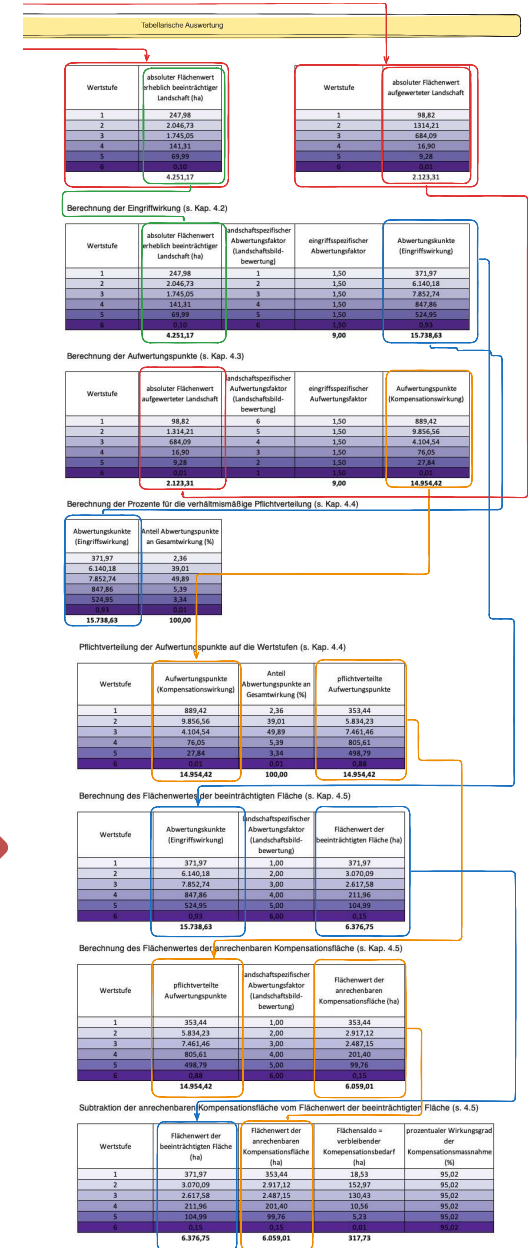 Tabellarische Auswertung
Wertstufe | absoluter Flächenwert erheblich beeinträchtiger Landschaft (ha)
1 | 247,98
2 | 2.046,73
3 | 1.745,05
4 | 141,31
5 | 69,99
6 | 0,10
4.251,17
Wertstufe | absoluter Flächenwert aufgewerteter Landschaft
1 | 98,82
2 | 1314,21
3 | 684,09
4 | 16,90
5 | 9,28
6 | 0,01
2.123,31
Berechnung der Eingriffwirkung (s. Kap. 4.2)
Wertstufe | absoluter Flächenwert erheblich beeinträchtiger Landschaft (ha) | landschaftspezifischer Abwertungsfaktor (Landschaftsbild-bewertung) | eingriffsspezifischer Abwertungsfaktor | Abwertungskunkte (Eingriffwirkung)
1 | 247,98 | 1 | 1,50 | 371,97
2 | 2.046,73 | 2 | 1,50 | 6.140,18
3 | 1.745,05 | 3 | 1,50 | 7.852,74
4 | 141,31 | 4 | 1,50 | 847,86
5 | 69,99 | 5 | 1,50 | 524,95
6 | 0,10 | 6 | 1,50 | 0,93
4.251,17 | 9,00 | 15.738,63
Berechnung der Aufwertungspunkte (s. Kap. 4.3)
Wertstufe | absoluter Flächenwert aufgewerteter Landschaft | landschaftspezifischer Aufwertungsfaktor (Landschaftsbild-bewertung) | eingriffsspezifischer Aufwertungsfaktor | Aufwertungspunkte (Kompensationswirkung)
1 | 98,82 | 6 | 1,50 | 889,42
2 | 1.314,21 | 5 | 1,50 | 9.856,56
3 | 684,09 | 4 | 1,50 | 4.104,54
4 | 16,90 | 3 | 1,50 | 76,05
5 | 9,28 | 2 | 1,50 | 27,84
6 | 0,01 | 1 | 1,50 | 0,01
2.123,31 | 9,00 | 14.954,42
Berechnung der Prozente für die verhältmismäßige Pflichtverteilung (s. Kap. 4.4)
Abwertungskunkte (Eingriffwirkung) | Anteil Abwertungspunkte an Gesamtwirkung (%)
371,97 | 2,36
6.140,18 | 39,01
7.852,74 | 49,89
847,86 | 5,39
524,95 | 3,34
0,93 | 0,01
15.738,63 | 100,00
Pflichtverteilung der Aufwertungspunkte auf die Wertstufen (s. Kap. 4.4)
Wertstufe | Aufwertungspunkte (Kompensationswirkung) | Anteil Abwertungspunkte an Gesamtwirkung (%) | pflichtverteilte Aufwertungspunkte
1 | 889,42 | 2,36 | 353,44
2 | 9.856,56 | 39,01 | 5.834,23
3 | 4.104,54 | 49,89 | 7.461,46
4 | 76,05 | 5,39 | 805,61
5 | 27,84 | 3,34 | 498,79
6 | 0,01 | 0,01 | 0,88
14.954,42 | 100,00 | 14.954,42
Berechnung des Flächenwertes der beeinträchtigten Fläche (s. Kap. 4.5)
Wertstufe | Abwertungskunkte (Eingriffwirkung) | landschaftspezifischer Abwertungsfaktor (Landschaftsbild-bewertung) | Flächenwert der beeinträchtigten Fläche (ha)
1 | 371,97 | 1,00 | 371,97
2 | 6.140,18 | 2,00 | 3.070,09
3 | 7.852,74 | 3,00 | 2.617,58
4 | 847,86 | 4,00 | 211,96
5 | 524,95 | 5,00 | 104,99
6 | 0,93 | 6,00 | 0,15
15.738,63 | 6.376,75
Berechnung des Flächenwertes der anrechenbaren Kompensationsfläche (s. Kap. 4.5)
Wertstufe | pflichtverteilte Aufwertungspunkte | landschaftspezifischer Abwertungsfaktor (Landschaftsbild-bewertung) | Flächenwert der anrechenbaren Kompensationsfläche (ha)
1 | 353,44 | 1,00 | 353,44
2 | 5.834,23 | 2,00 | 2.917,12
3 | 7.461,46 | 3,00 | 2.487,15
4 | 805,61 | 4,00 | 201,40
5 | 498,79 | 5,00 | 99,76
6 | 0,88 | 6,00 | 0,15
14.954,42 | 6.059,01
Subtraktion der anrechenbaren Kompensationsfläche vom Flächenwert der beeinträchtigten Fläche (s. 4.5)
Wertstufe | Flächenwert der beeinträchtigten Fläche (ha) | Flächenwert der anrechenbaren Kompensationsfläche (ha) | Flächensaldo = verbleibender Komepensationsbedarf (ha) | prozentualer Wirkungsgrad der Kompensationsmassnahme (%)
1 | 371,97 | 353,44 | 18,53 | 95,02
2 | 3.070,09 | 2.917,12 | 152,97 | 95,02
3 | 2.617,58 | 2.487,15 | 130,43 | 95,02
4 | 211,96 | 201,40 | 10,56 | 95,02
5 | 104,99 | 99,76 | 5,23 | 95,02
6 | 0,15 | 0,15 | 0,01 | 95,02
6.376,75 | 6.059,01 | 317,73